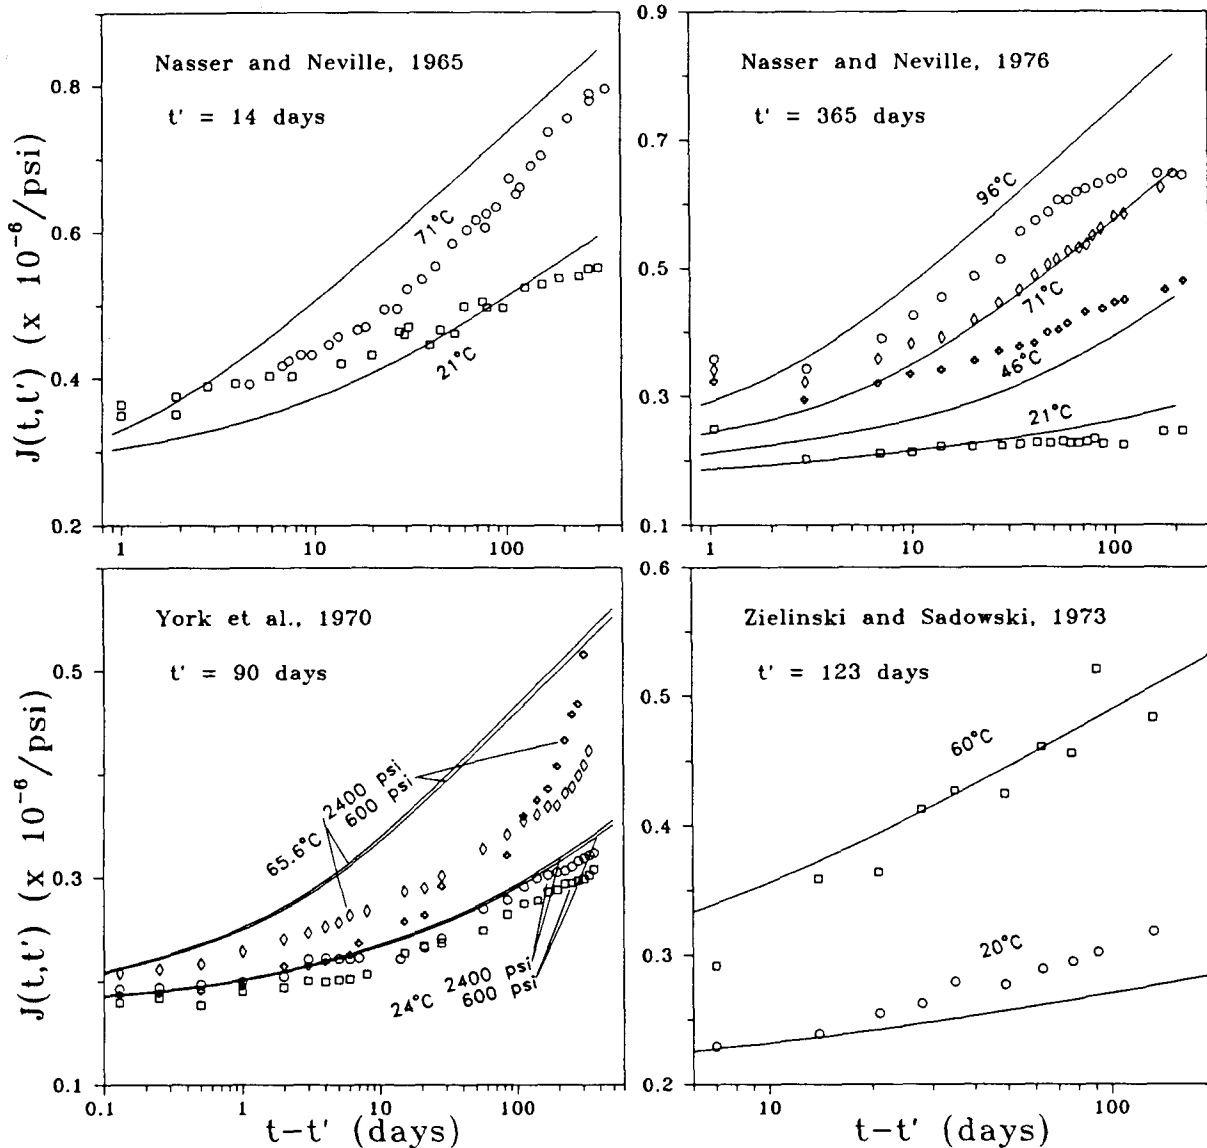 Nasser and Neville, 1965
t' = 14 days
0.8
0.6
0.4
0.2
J(t,t') (x 10⁻⁶/psi)
71°C
21°C
1
10
100
0.9
Nasser and Neville, 1976
t' = 365 days
0.7
0.5
0.3
0.1
96°C
71°C
46°C
21°C
1
10
100
York et al., 1970
t' = 90 days
0.5
0.3
0.1
J(t,t') (x 10⁻⁶/psi)
65.6°C 2400 psi
600 psi
24°C 2400 psi
600 psi
0.1
1
10
100
t-t' (days)
0.6
Zielinski and Sadowski, 1973
t' = 123 days
0.5
0.4
0.3
0.2
60°C
20°C
10
100
t-t' (days)